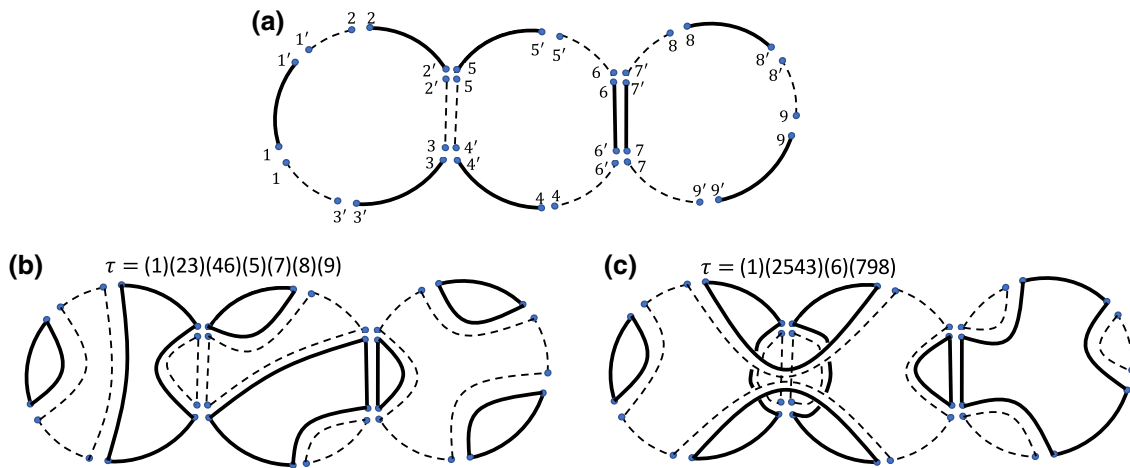 (a)
2 2
1' 1'
2' 2' 5 5
5' 5'
6 6 7' 7'
8 8
8' 8'
9 9
1 1
3 3 4' 4'
6' 6' 7 7
3' 3'
4 4
9' 9'
(b) τ = (1)(23)(46)(5)(7)(8)(9)
(c) τ = (1)(2543)(6)(798)